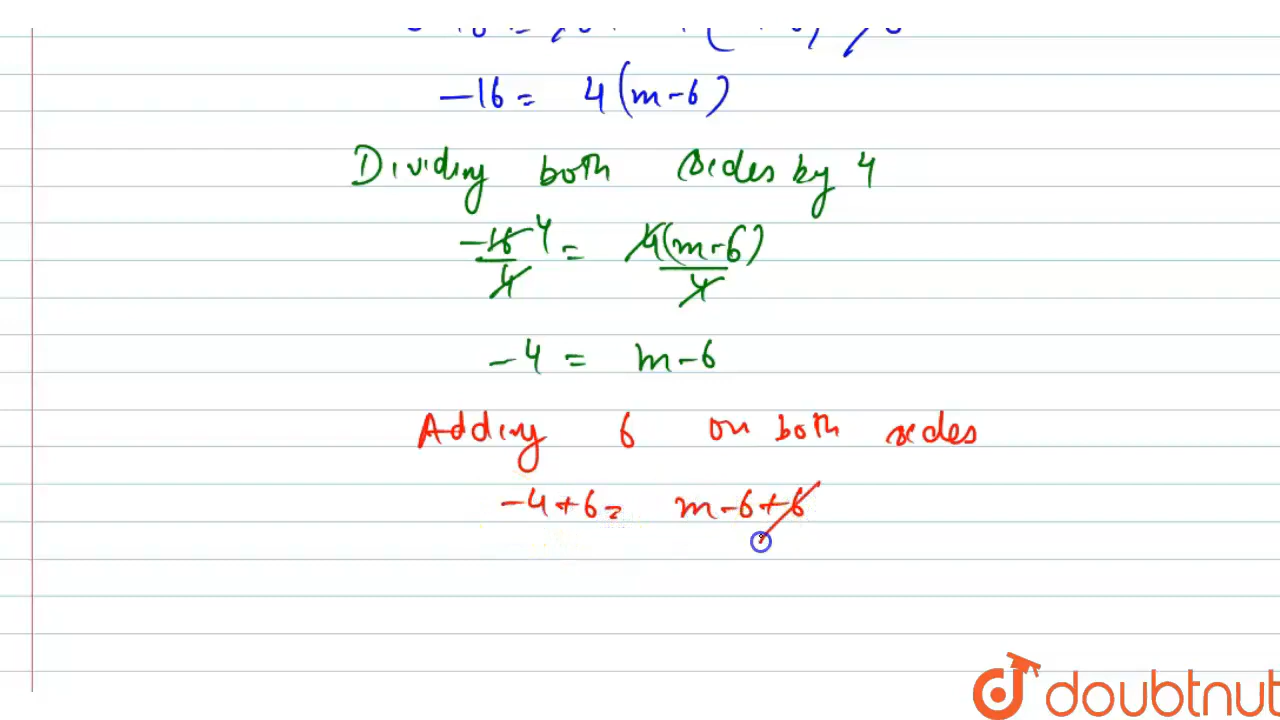 -16 = 4(m-6)
Dividing both sides by 4
-16 4 = 4(m-6)
4 4
-4 = m-6
Adding 6 on both sides
-4+6 = m-6+6
doubtnut